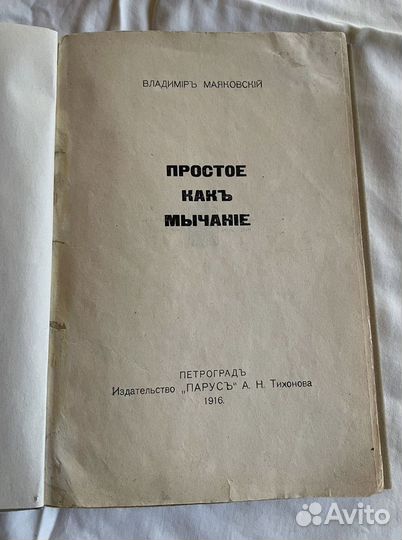 ВЛАДИМІРЪ МАЯКОВСКІЙ
ПРОСТОЕ
КАКЪ
МЫЧАНІЕ
ПЕТРОГРАДЪ
Издательство „ПАРУСЪ" А. Н. Тихонова
1916.
Avito